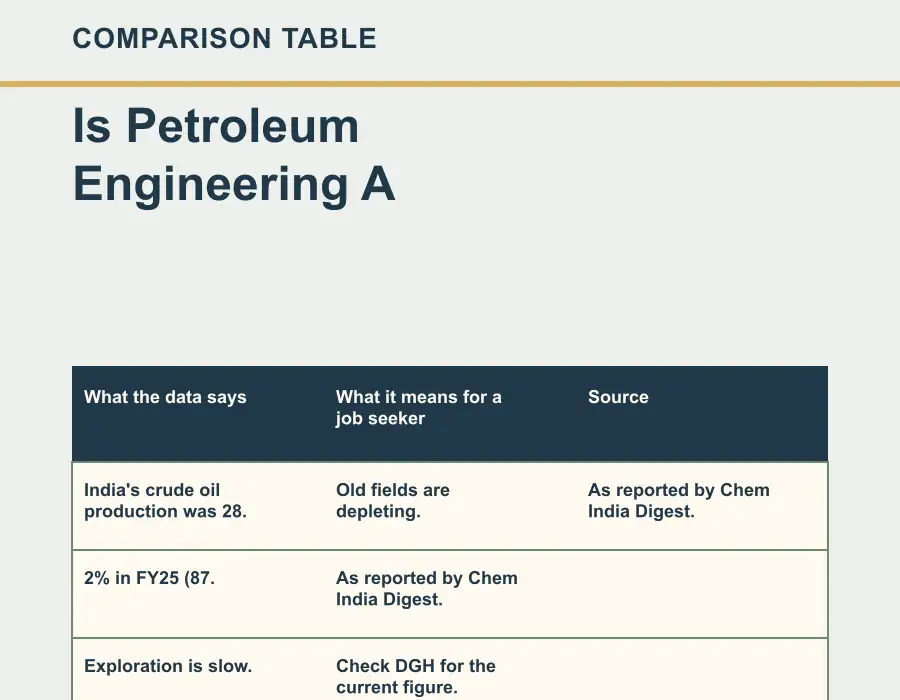 COMPARISON TABLE
Is Petroleum
Engineering A
What the data says
What it means for a
job seeker
Source
India's crude oil
production was 28.
Old fields are
depleting.
As reported by Chem
India Digest.
2% in FY25 (87.
As reported by Chem
India Digest.
Exploration is slow.
Check DGH for the
current figure.